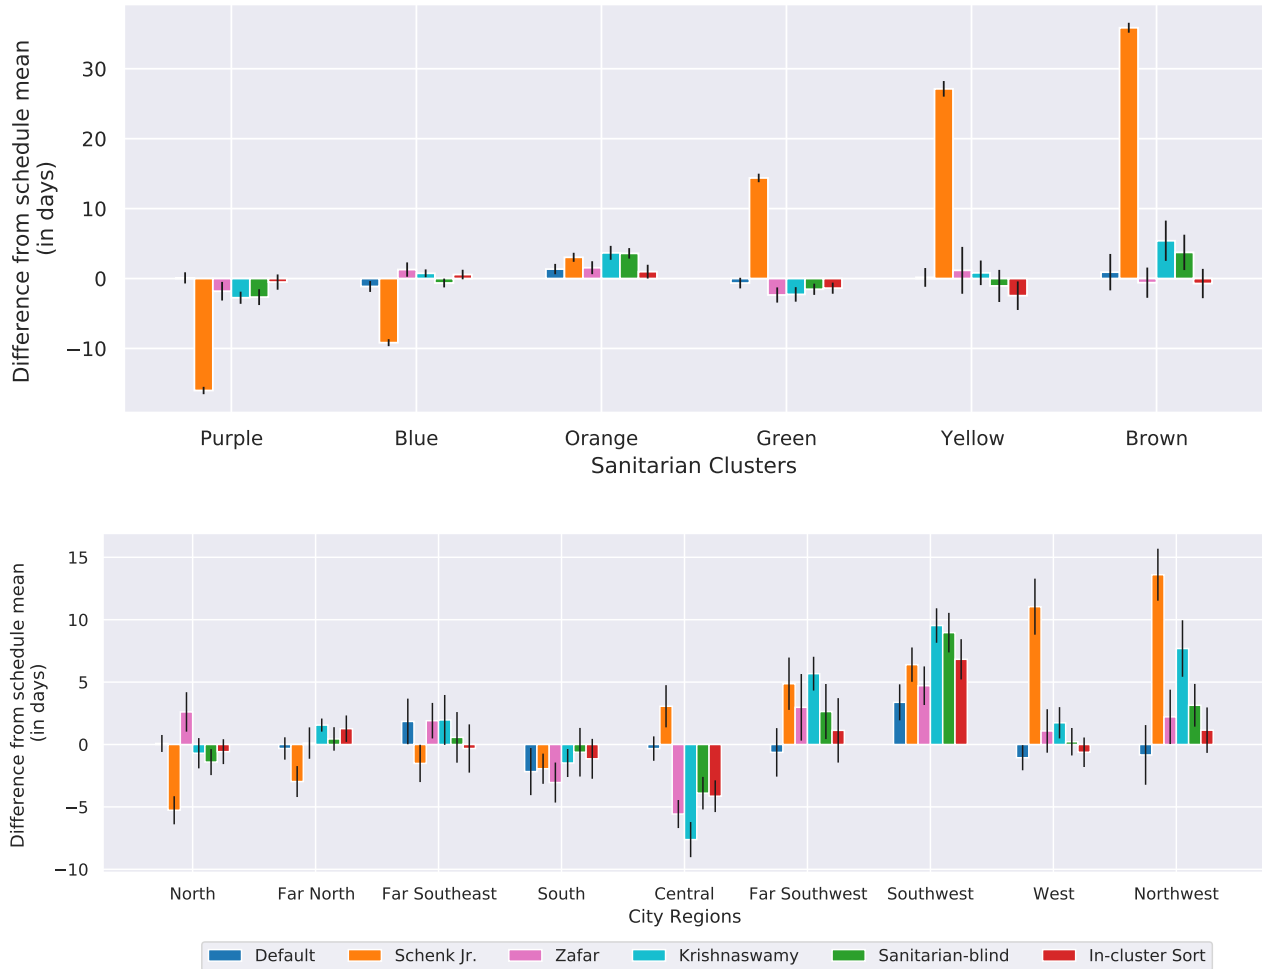 Difference from schedule mean
(in days)
30
20
10
0
−10
Purple Blue Orange Green Yellow Brown
Sanitarian Clusters
Difference from schedule mean
(in days)
15
10
5
0
−5
−10
North Far North Far Southeast South Central Far Southwest Southwest West Northwest
City Regions
Default Schenk Jr. Zafar Krishnaswamy Sanitarian-blind In-cluster Sort